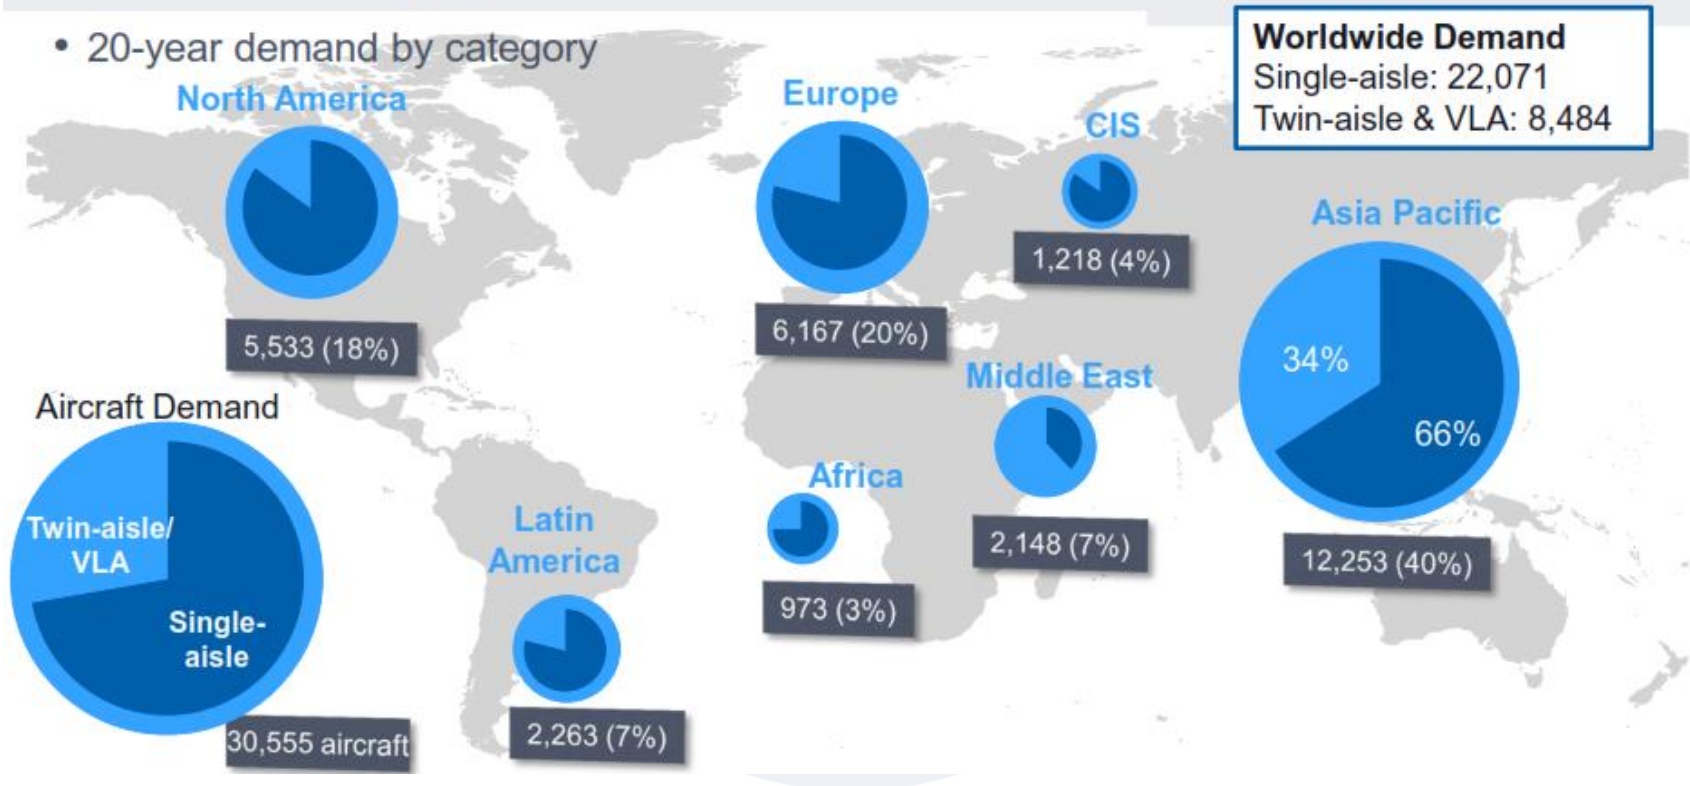 • 20-year demand by category
Worldwide Demand
Single-aisle: 22,071
Twin-aisle & VLA: 8,484
North America
5,533 (18%)
Europe
6,167 (20%)
CIS
1,218 (4%)
Asia Pacific
34%
66%
12,253 (40%)
Middle East
2,148 (7%)
Africa
973 (3%)
Latin
America
2,263 (7%)
Aircraft Demand
Twin-aisle/
VLA
Single-
aisle
30,555 aircraft